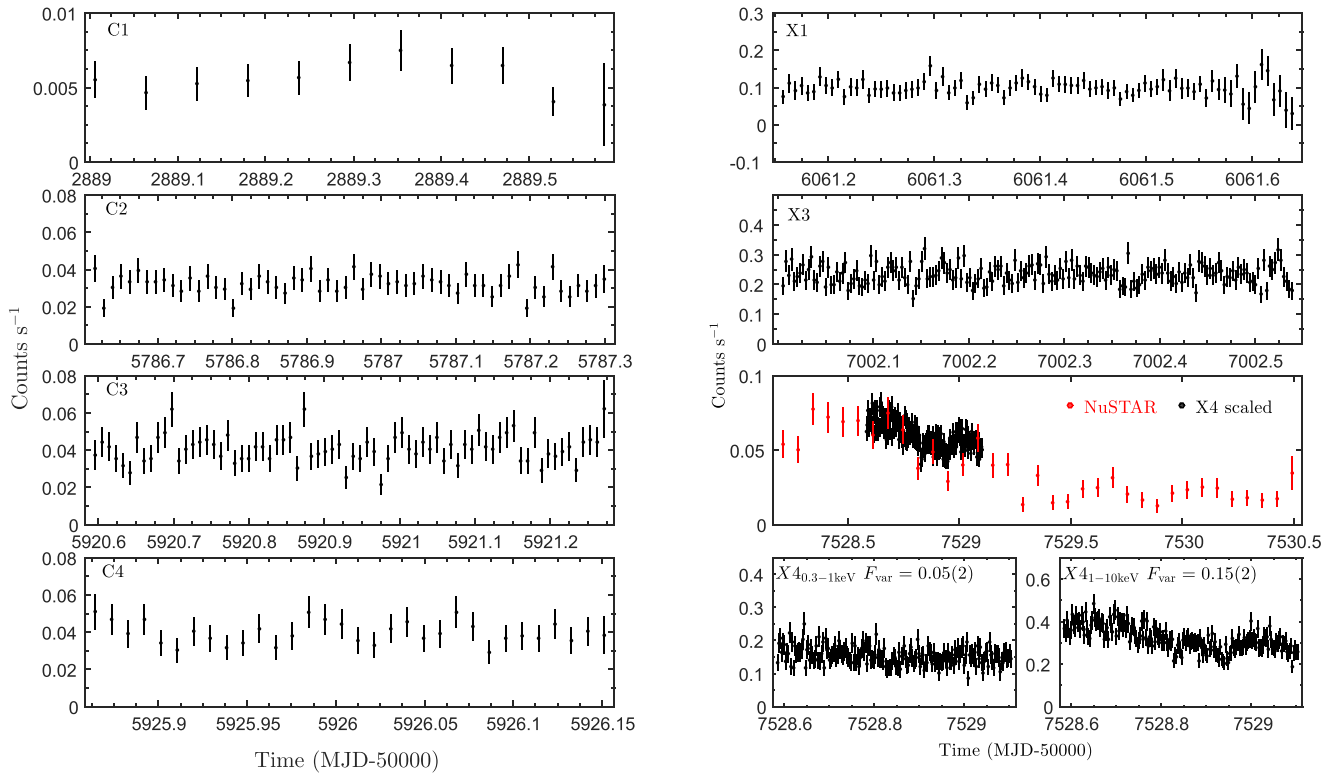 Counts s⁻¹
C1
0.01
0.005
0
2889 2889.1 2889.2 2889.3 2889.4 2889.5
C2
0.08
0.06
0.04
0.02
0
5786.7 5786.8 5786.9 5787 5787.1 5787.2 5787.3
C3
0.08
0.06
0.04
0.02
0
5920.6 5920.7 5920.8 5920.9 5921 5921.1 5921.2
C4
0.08
0.06
0.04
0.02
0
5925.9 5925.95 5926 5926.05 5926.1 5926.15
Time (MJD-50000)
Counts s⁻¹
X1
0.3
0.2
0.1
0
-0.1
6061.2 6061.3 6061.4 6061.5 6061.6
X3
0.5
0.4
0.3
0.2
0.1
0
7002.1 7002.2 7002.3 7002.4 7002.5
NuSTAR X4 scaled
0.1
0.05
0
7528.5 7529 7529.5 7530 7530.5
X4₀.₃₋₁keV F_var = 0.05(2)
0.4
0.3
0.2
0.1
0
7528.6 7528.8 7529
X4₁₋₁₀keV F_var = 0.15(2)
0.6
0.4
0.2
0
7528.6 7528.8 7529
Time (MJD-50000)